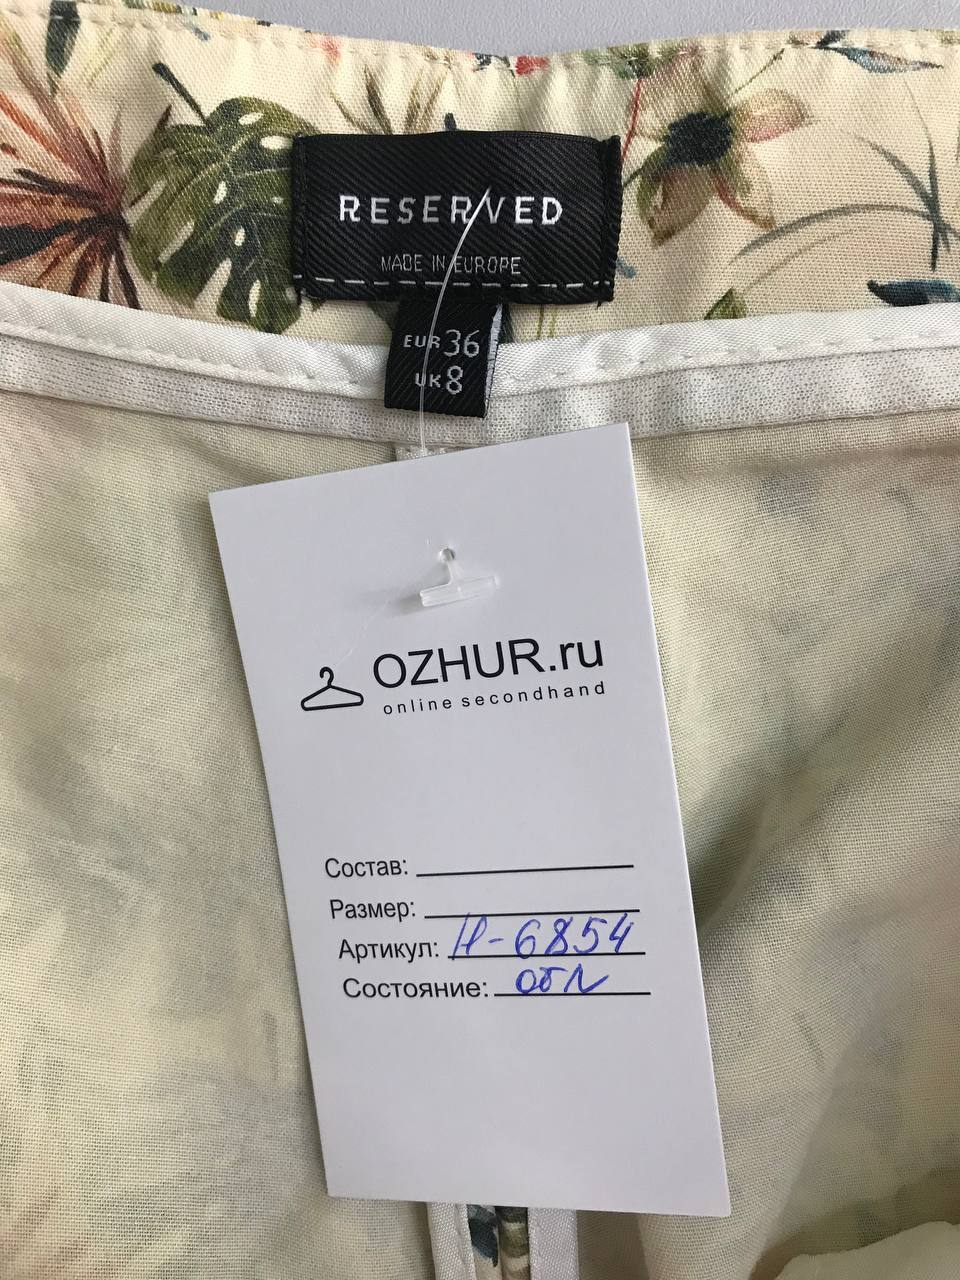 RESERVED
MADE IN EUROPE
EUR 36
UK 8
OZHUR.ru
online secondhand
Состав:
Размер:
Артикул: Н-6854
Состояние: отл